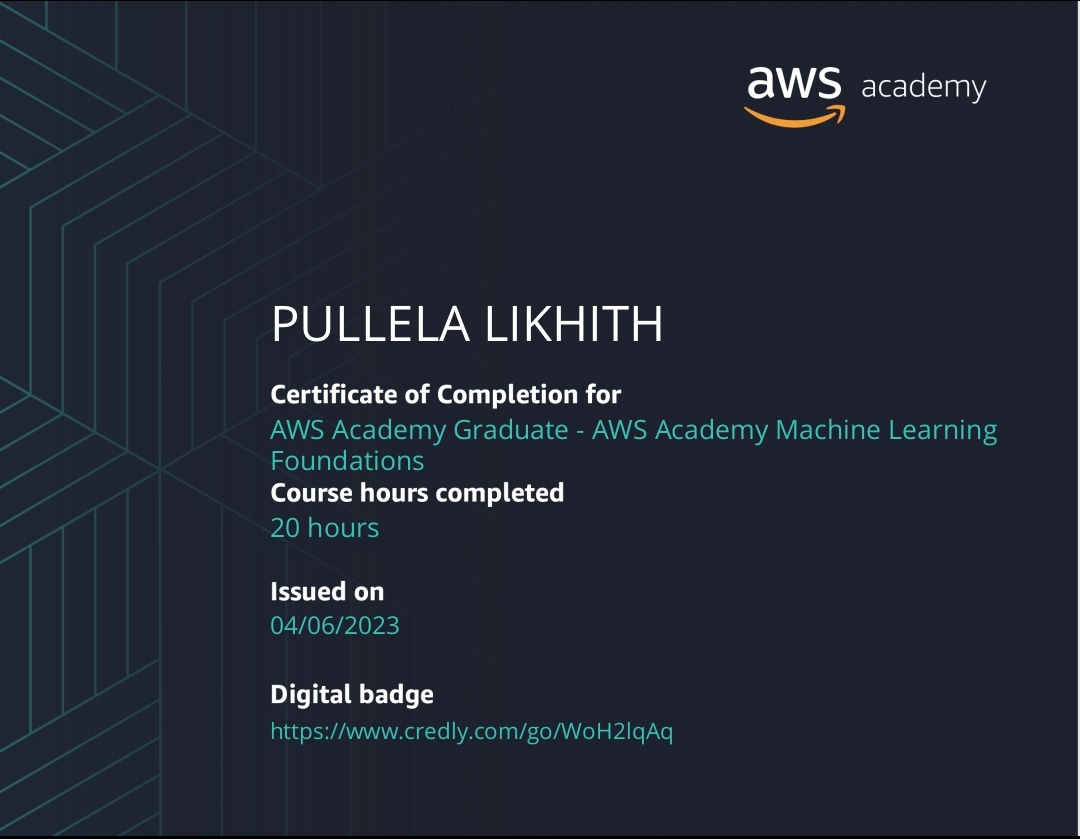 aws academy
PULLELA LIKHITH
Certificate of Completion for
AWS Academy Graduate - AWS Academy Machine Learning
Foundations
Course hours completed
20 hours
Issued on
04/06/2023
Digital badge
https://www.credly.com/go/WoH2lqAq